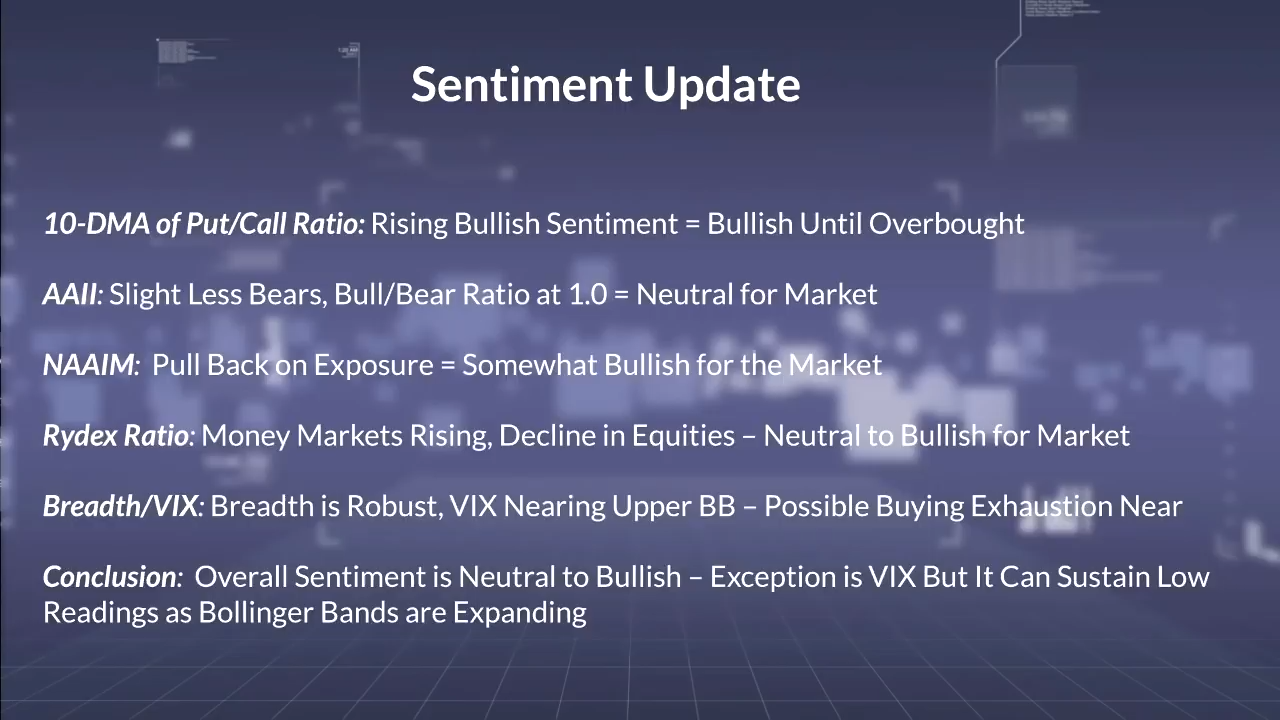 Sentiment Update
10-DMA of Put/Call Ratio: Rising Bullish Sentiment = Bullish Until Overbought
AAII: Slight Less Bears, Bull/Bear Ratio at 1.0 = Neutral for Market
NAAIM:  Pull Back on Exposure = Somewhat Bullish for the Market
Rydex Ratio: Money Markets Rising, Decline in Equities – Neutral to Bullish for Market
Breadth/VIX: Breadth is Robust, VIX Nearing Upper BB – Possible Buying Exhaustion Near
Conclusion:  Overall Sentiment is Neutral to Bullish – Exception is VIX But It Can Sustain Low
Readings as Bollinger Bands are Expanding